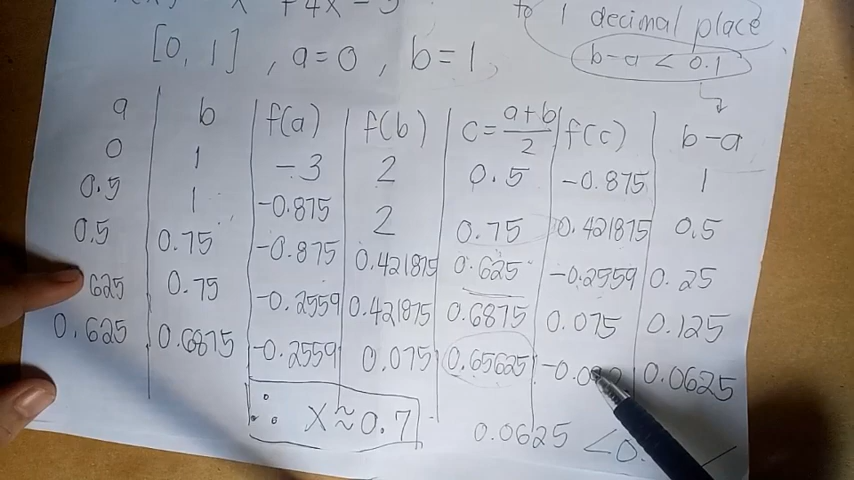 x + 4x - 3
to 1 decimal place
[0, 1] , a = 0 , b = 1,
b-a < 0.1
a b f(a) f(b) c = a+b/2 f(c) b-a
0 1 -3 2 0.5 -0.875 1
0.5 1 -0.875 2 0.75 0.421875 0.5
0.5 0.75 -0.875 0.421875 0.625 -0.2559 0.25
625 0.75 -0.2559 0.421875 0.6875 0.075 0.125
0.625 0.6875 -0.2559 0.075 0.65625 0.0625
∴ x ≈ 0.7
0.0625 < 0.